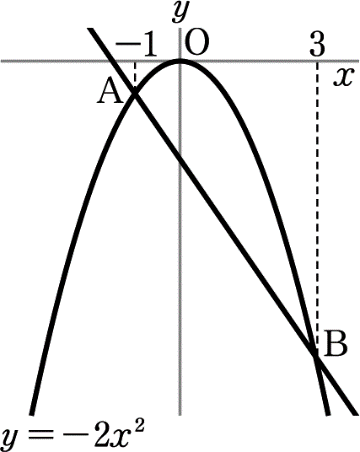 y
−1 O 3
x
A
B
y = −2x²